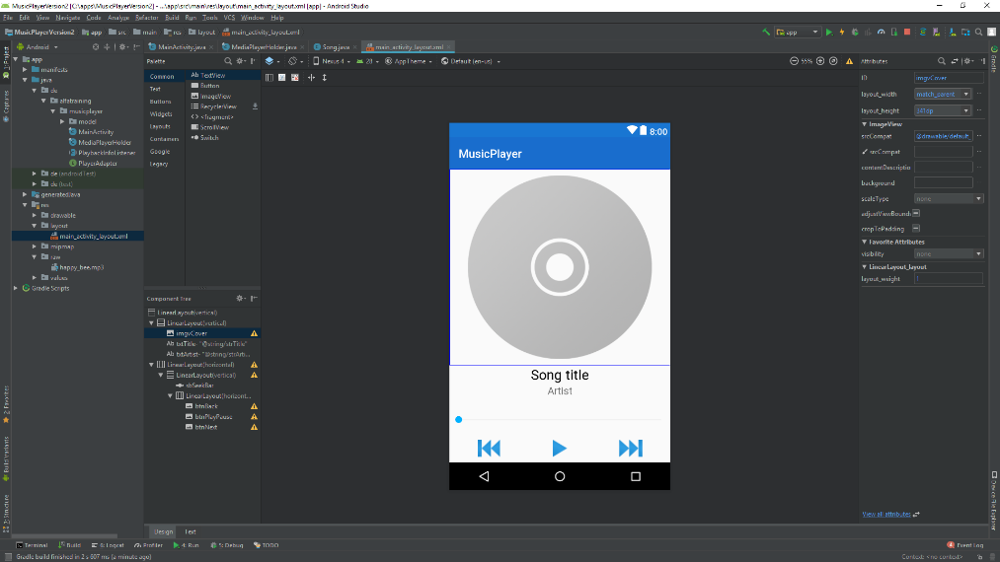 MusicPlayerVersion2 [C:\apps\MusicPlayerVersion2] - ...\app\src\main\res\layout\main_activity_layout.xml [app] - Android Studio
File Edit View Navigate Code Analyze Refactor Build Run Tools VCS Window Help
MusicPlayerVersion2 app src main res layout main_activity_layout.xml
app
Android
MainActivity.java
MediaPlayerHolder.java
Song.java
main_activity_layout.xml
1: Project
Captures
2: Favorites
Build Variants
7: Structure
app
manifests
java
de
alfatraining
musicplayer
model
MainActivity
MediaPlayerHolder
PlaybackInfoListener
PlayerAdapter
de (androidTest)
de (test)
generatedJava
res
drawable
layout
main_activity_layout.xml
mipmap
raw
happy_bee.mp3
values
Gradle Scripts
Palette
Common
Text
Buttons
Widgets
Layouts
Containers
Google
Legacy
Ab TextView
Button
ImageView
RecyclerView
<> <fragment>
ScrollView
Switch
Component Tree
LinearLayout(vertical)
LinearLayout(vertical)
imgvCover
Ab txtTitle- "@string/strTitle"
Ab txtArtist- "@string/strArti...
LinearLayout(horizontal)
LinearLayout(vertical)
sbSeekBar
LinearLayout(horizont...
btnBack
btnPlayPause
btnNext
Nexus 4
28
AppTheme
Default (en-us)
55%
8:00
MusicPlayer
Song title
Artist
Design
Text
Attributes
ID imgvCover
layout_width match_parent
layout_height 341dp
ImageView
srcCompat @drawable/default_
srcCompat
contentDescriptio
background
scaleType none
adjustViewBounds
cropToPadding
Favorite Attributes
visibility none
LinearLayout_layout
layout_weight 1
View all attributes
Gradle
Device File Explorer
Terminal Build 6: Logcat Profiler 4: Run 5: Debug TODO
Event Log
Gradle build finished in 2 s 607 ms (a minute ago)
Context: <no context>